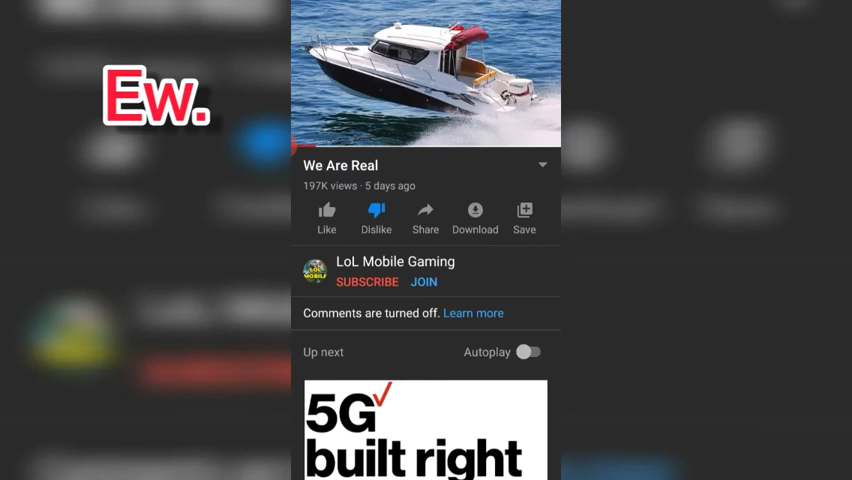 Ew.
We Are Real
197K views · 5 days ago
Like Dislike Share Download Save
LoL Mobile Gaming
SUBSCRIBE JOIN
Comments are turned off. Learn more
Up next Autoplay
5G
built right